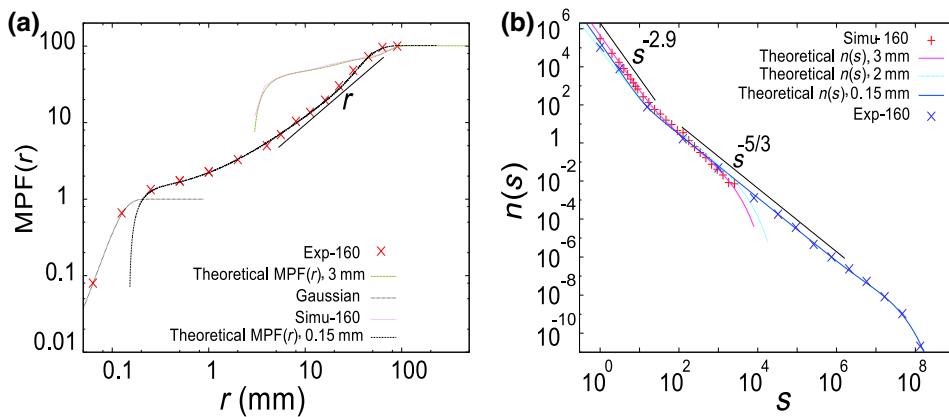 (a)
100
10
1
0.1
0.01
MPF(r)
r
Exp-160
Theoretical MPF(r), 3 mm
Gaussian
Simu-160
Theoretical MPF(r), 0.15 mm
0.1
1
10
100
r (mm)
(b)
10^6
10^4
10^2
1
10^-2
10^-4
10^-6
10^-8
10^-10
n(s)
s^-2.9
s^-5/3
Simu-160
Theoretical n(s), 3 mm
Theoretical n(s), 2 mm
Theoretical n(s), 0.15 mm
Exp-160
10^0
10^2
10^4
10^6
10^8
s